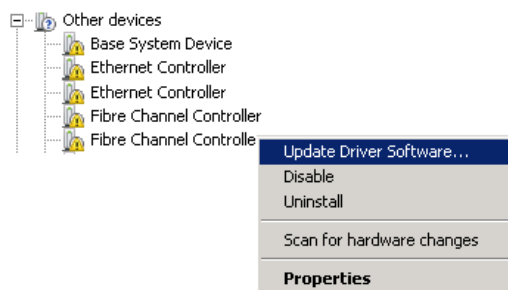 Other devices
Base System Device
Ethernet Controller
Ethernet Controller
Fibre Channel Controller
Fibre Channel Controlle
Update Driver Software...
Disable
Uninstall
Scan for hardware changes
Properties